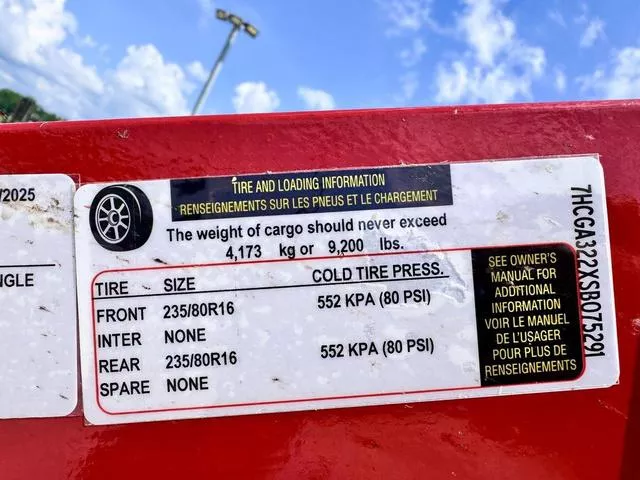 /2025
NGLE
TIRE AND LOADING INFORMATION
RENSEIGNEMENTS SUR LES PNEUS ET LE CHARGEMENT
The weight of cargo should never exceed
4,173 kg or 9,200 lbs.
TIRE SIZE COLD TIRE PRESS.
FRONT 235/80R16 552 KPA (80 PSI)
INTER NONE
REAR 235/80R16 552 KPA (80 PSI)
SPARE NONE
SEE OWNER'S
MANUAL FOR
ADDITIONAL
INFORMATION
VOIR LE MANUEL
DE L'USAGER
POUR PLUS DE
RENSEIGNEMENTS
7HCGA322XSB075291